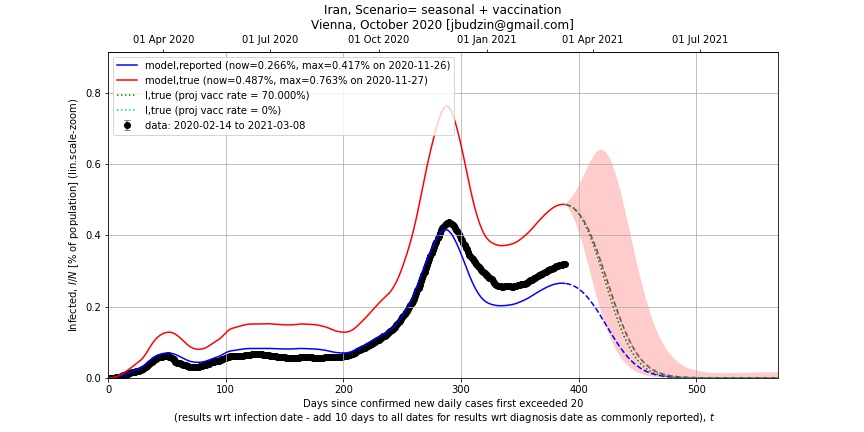 Iran, Scenario= seasonal + vaccination
Vienna, October 2020 [jbudzin@gmail.com]
01 Apr 2020 01 Jul 2020 01 Oct 2020 01 Jan 2021 01 Apr 2021 01 Jul 2021
model,reported (now=0.266%, max=0.417% on 2020-11-26)
model,true (now=0.487%, max=0.763% on 2020-11-27)
I,true (proj vacc rate = 70.000%)
I,true (proj vacc rate = 0%)
data: 2020-02-14 to 2021-03-08
Infected, I/N [% of population] (lin.scale-zoom)
0.8
0.6
0.4
0.2
0.0
0 100 200 300 400 500
Days since confirmed new daily cases first exceeded 20
(results wrt infection date - add 10 days to all dates for results wrt diagnosis date as commonly reported), t